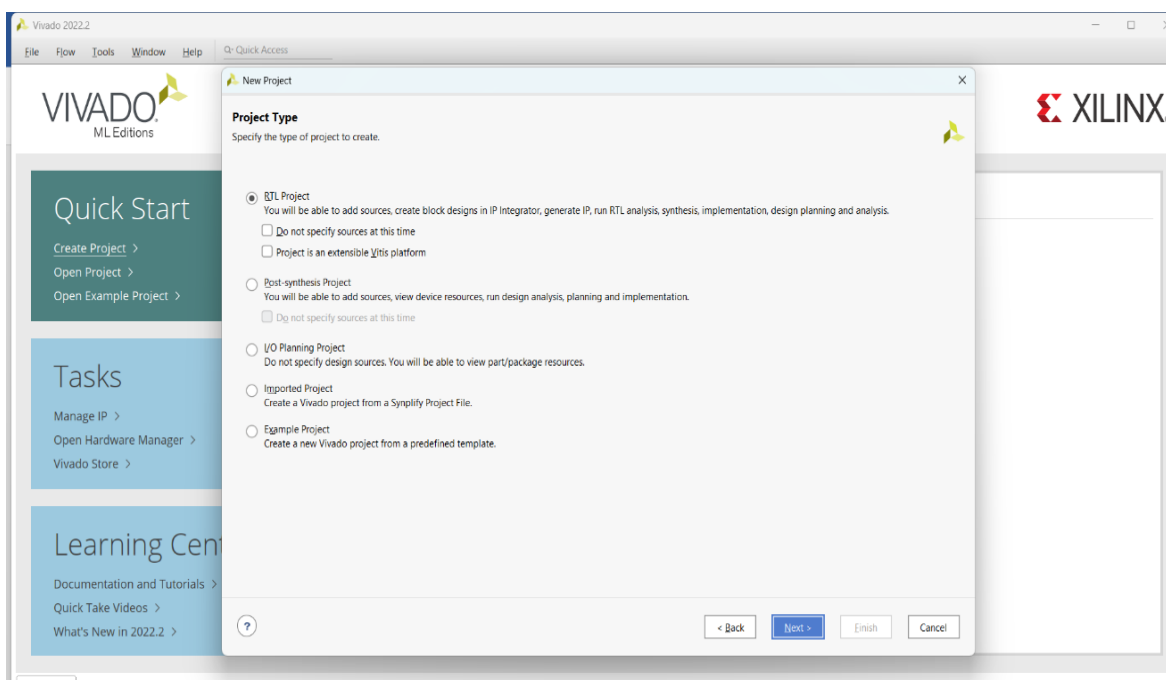 Vivado 2022.2
File Flow Tools Window Help Quick Access
VIVADO.
ML Editions
XILINX.
Quick Start
Create Project >
Open Project >
Open Example Project >
Tasks
Manage IP >
Open Hardware Manager >
Vivado Store >
Learning Cen
Documentation and Tutorials >
Quick Take Videos >
What's New in 2022.2 >
New Project
Project Type
Specify the type of project to create.
RTL Project
You will be able to add sources, create block designs in IP Integrator, generate IP, run RTL analysis, synthesis, implementation, design planning and analysis.
Do not specify sources at this time
Project is an extensible Vitis platform
Post-synthesis Project
You will be able to add sources, view device resources, run design analysis, planning and implementation.
Do not specify sources at this time
I/O Planning Project
Do not specify design sources. You will be able to view part/package resources.
Imported Project
Create a Vivado project from a Synplify Project File.
Example Project
Create a new Vivado project from a predefined template.
?
< Back Next > Finish Cancel